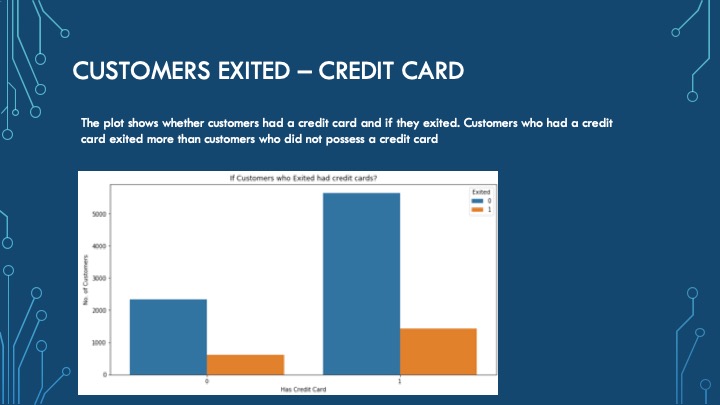 CUSTOMERS EXITED – CREDIT CARD
The plot shows whether customers had a credit card and if they exited. Customers who had a credit
card exited more than customers who did not possess a credit card
If Customers who Exited had credit cards?
Exited
0
1
No. of Customers
5000
4000
3000
2000
1000
0
0
1
Has Credit Card